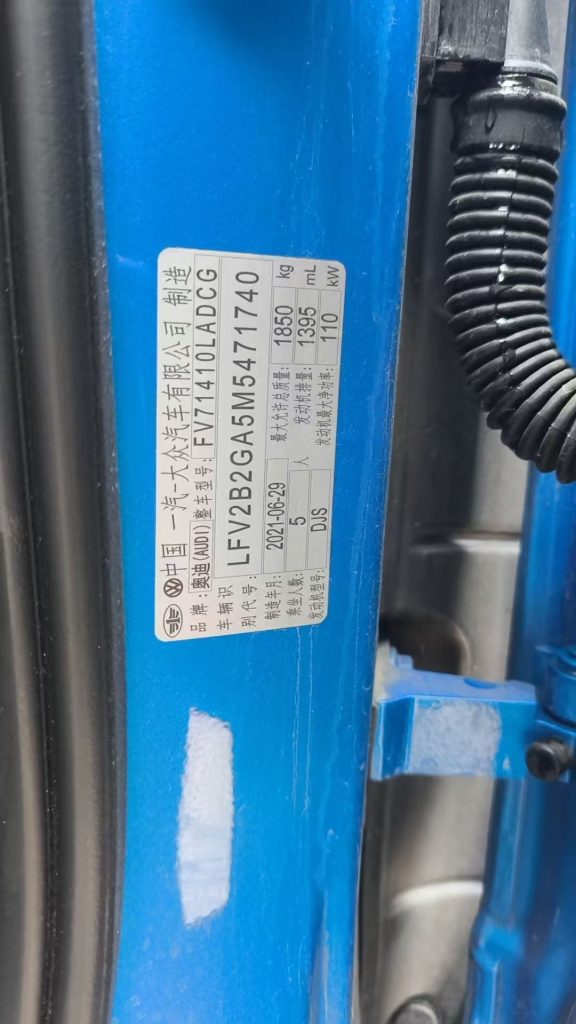 中国 一汽-大众汽车有限公司 制造
品牌：奥迪(AUDI) 整车型号：FV71410LADCG
车辆识别代号：LFV2B2GA5M5471740
制造年月：2021-06-29 最大允许总质量：1850 kg
乘坐人数：5 人 发动机排量：1395 mL
发动机型号：DJS 发动机最大净功率：110 kW